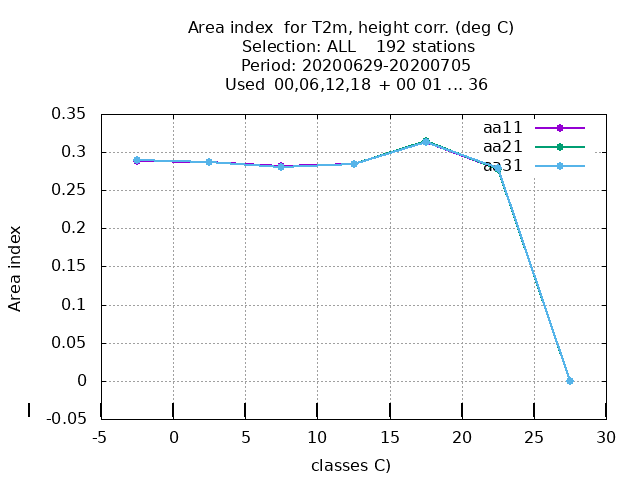 Area index  for T2m, height corr. (deg C)
Selection: ALL    192 stations
Period: 20200629-20200705
Used  00,06,12,18 + 00 01 ... 36
0.35
0.3
0.25
0.2
0.15
0.1
0.05
0
-0.05
Area index
aa11
aa21
aa31
-5 0 5 10 15 20 25 30
classes C)